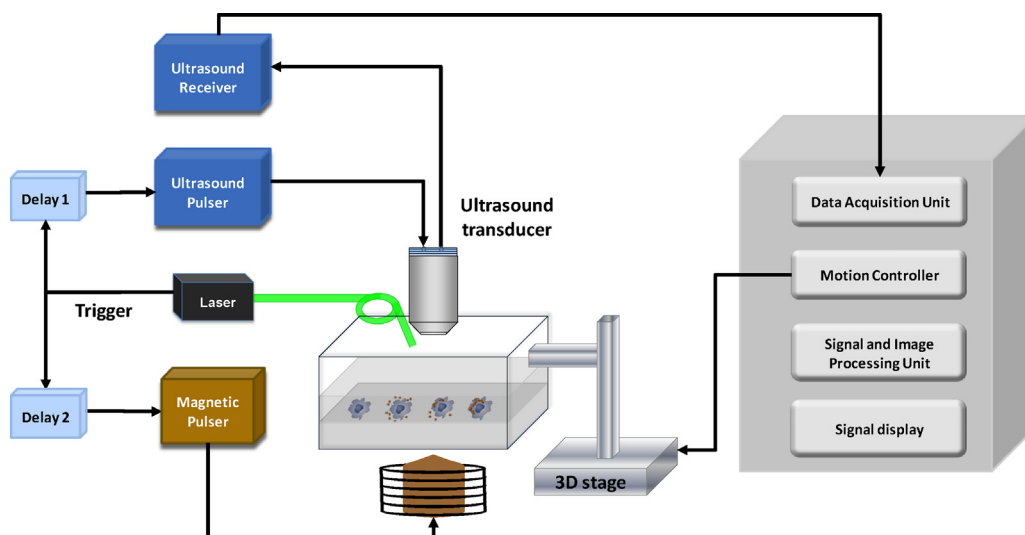 Ultrasound
Receiver
Delay 1
Ultrasound
Pulser
Ultrasound
transducer
Data Acquisition Unit
Motion Controller
Laser
Trigger
Signal and Image
Processing Unit
Delay 2
Magnetic
Pulser
Signal display
3D stage